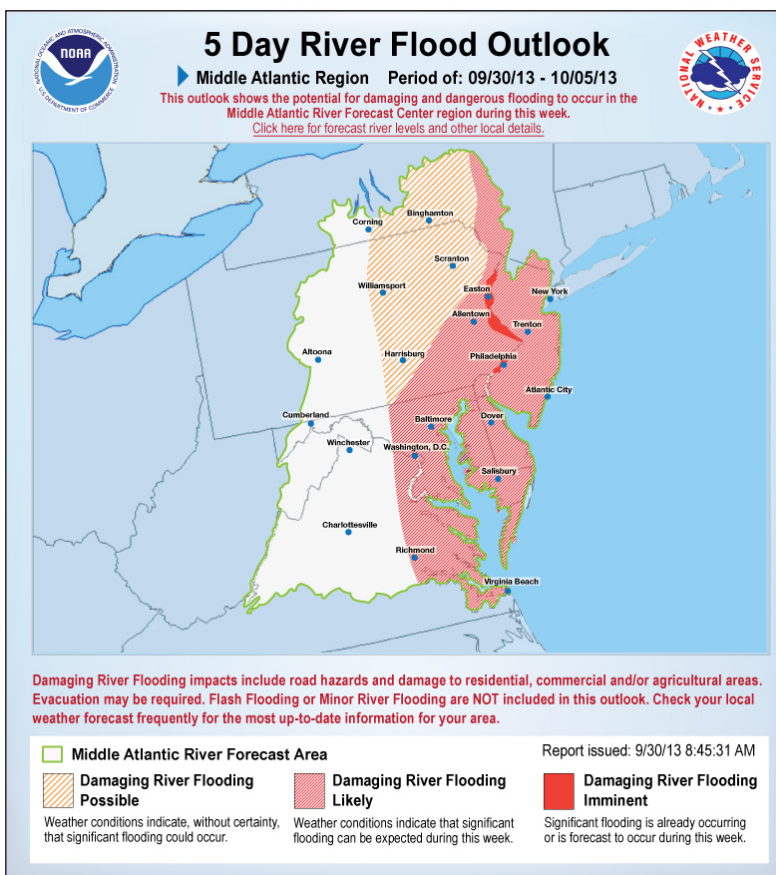 NATIONAL OCEANIC AND ATMOSPHERIC ADMINISTRATION
NOAA
U.S. DEPARTMENT OF COMMERCE
5 Day River Flood Outlook
Middle Atlantic Region Period of: 09/30/13 - 10/05/13
This outlook shows the potential for damaging and dangerous flooding to occur in the
Middle Atlantic River Forecast Center region during this week.
Click here for forecast river levels and other local details.
NATIONAL WEATHER SERVICE
Binghamton
Corning
Scranton
Williamsport
Easton
New York
Allentown
Trenton
Altoona
Harrisburg
Philadelphia
Atlantic City
Cumberland
Baltimore
Dover
Winchester
Washington, D.C.
Salisbury
Charlottesville
Richmond
Virginia Beach
Damaging River Flooding impacts include road hazards and damage to residential, commercial and/or agricultural areas.
Evacuation may be required. Flash Flooding or Minor River Flooding are NOT included in this outlook. Check your local
weather forecast frequently for the most up-to-date information for your area.
Middle Atlantic River Forecast Area
Report issued: 9/30/13 8:45:31 AM
Damaging River Flooding
Possible
Weather conditions indicate, without certainty,
that significant flooding could occur.
Damaging River Flooding
Likely
Weather conditions indicate that significant
flooding can be expected during this week.
Damaging River Flooding
Imminent
Significant flooding is already occurring
or is forecast to occur during this week.